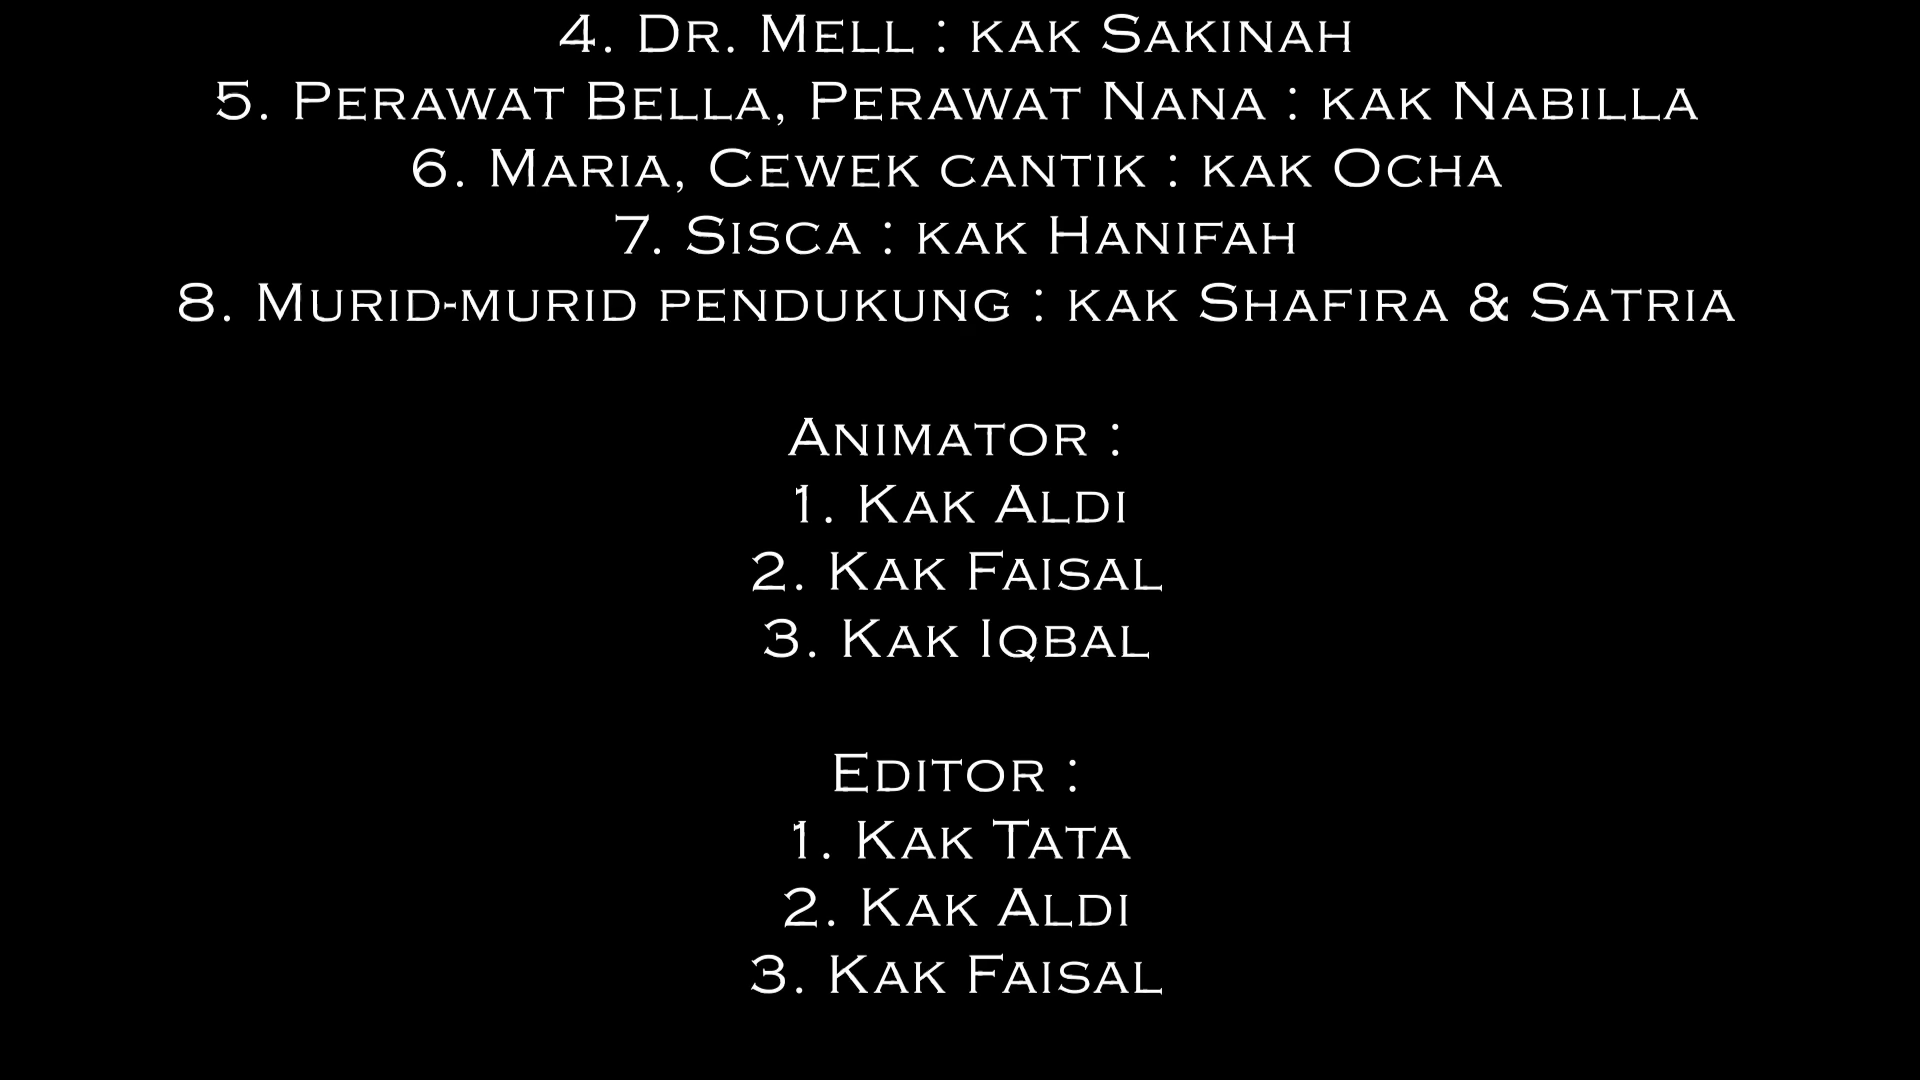 4. Dr. Mell : kak Sakinah
5. Perawat Bella, Perawat Nana : kak Nabilla
6. Maria, Cewek cantik : kak Ocha
7. Sisca : kak Hanifah
8. Murid-murid pendukung : kak Shafira & Satria
Animator :
1. Kak Aldi
2. Kak Faisal
3. Kak Iqbal
Editor :
1. Kak Tata
2. Kak Aldi
3. Kak Faisal